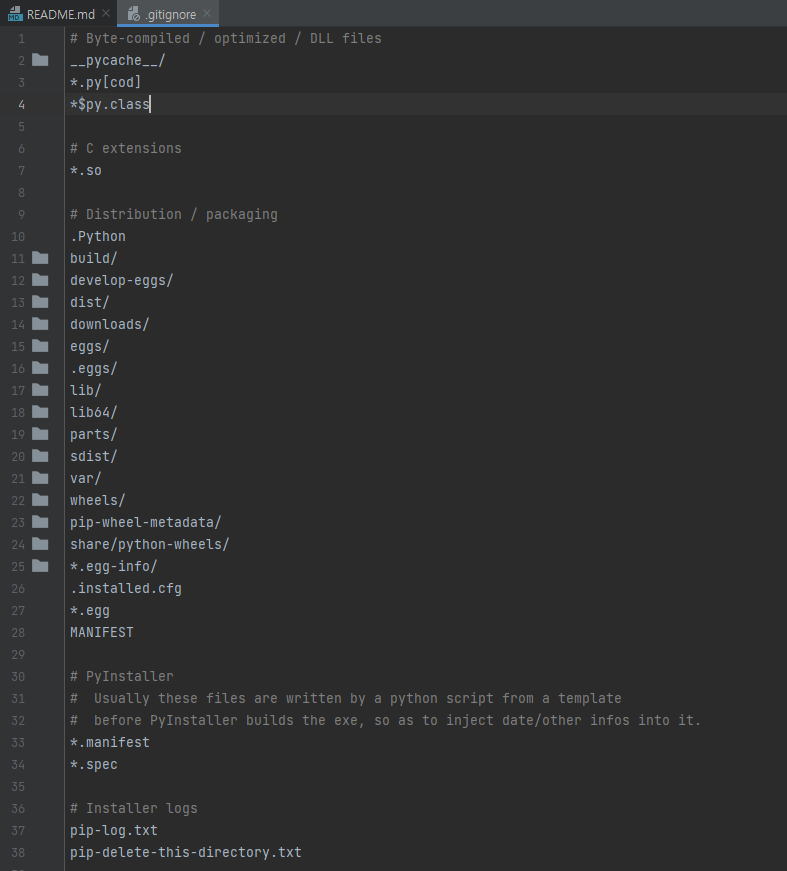 README.md .gitignore
1 # Byte-compiled / optimized / DLL files
2 __pycache__/
3 *.py[cod]
4 *$py.class
5
6 # C extensions
7 *.so
8
9 # Distribution / packaging
10 .Python
11 build/
12 develop-eggs/
13 dist/
14 downloads/
15 eggs/
16 .eggs/
17 lib/
18 lib64/
19 parts/
20 sdist/
21 var/
22 wheels/
23 pip-wheel-metadata/
24 share/python-wheels/
25 *.egg-info/
26 .installed.cfg
27 *.egg
28 MANIFEST
29
30 # PyInstaller
31 #  Usually these files are written by a python script from a template
32 #  before PyInstaller builds the exe, so as to inject date/other infos into it.
33 *.manifest
34 *.spec
35
36 # Installer logs
37 pip-log.txt
38 pip-delete-this-directory.txt